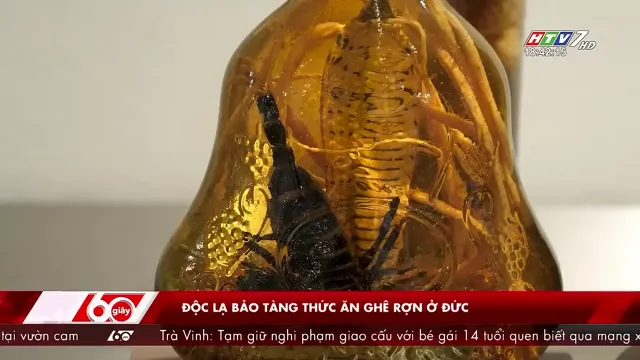 HTV7 HD
18:42:15
60 giây
ĐỘC LẠ BẢO TÀNG THỨC ĂN GHÊ RỢN Ở ĐỨC
tại vườn cam 60 giây Trà Vinh: Tạm giữ nghi phạm giao cấu với bé gái 14 tuổi quen biết qua mạng x